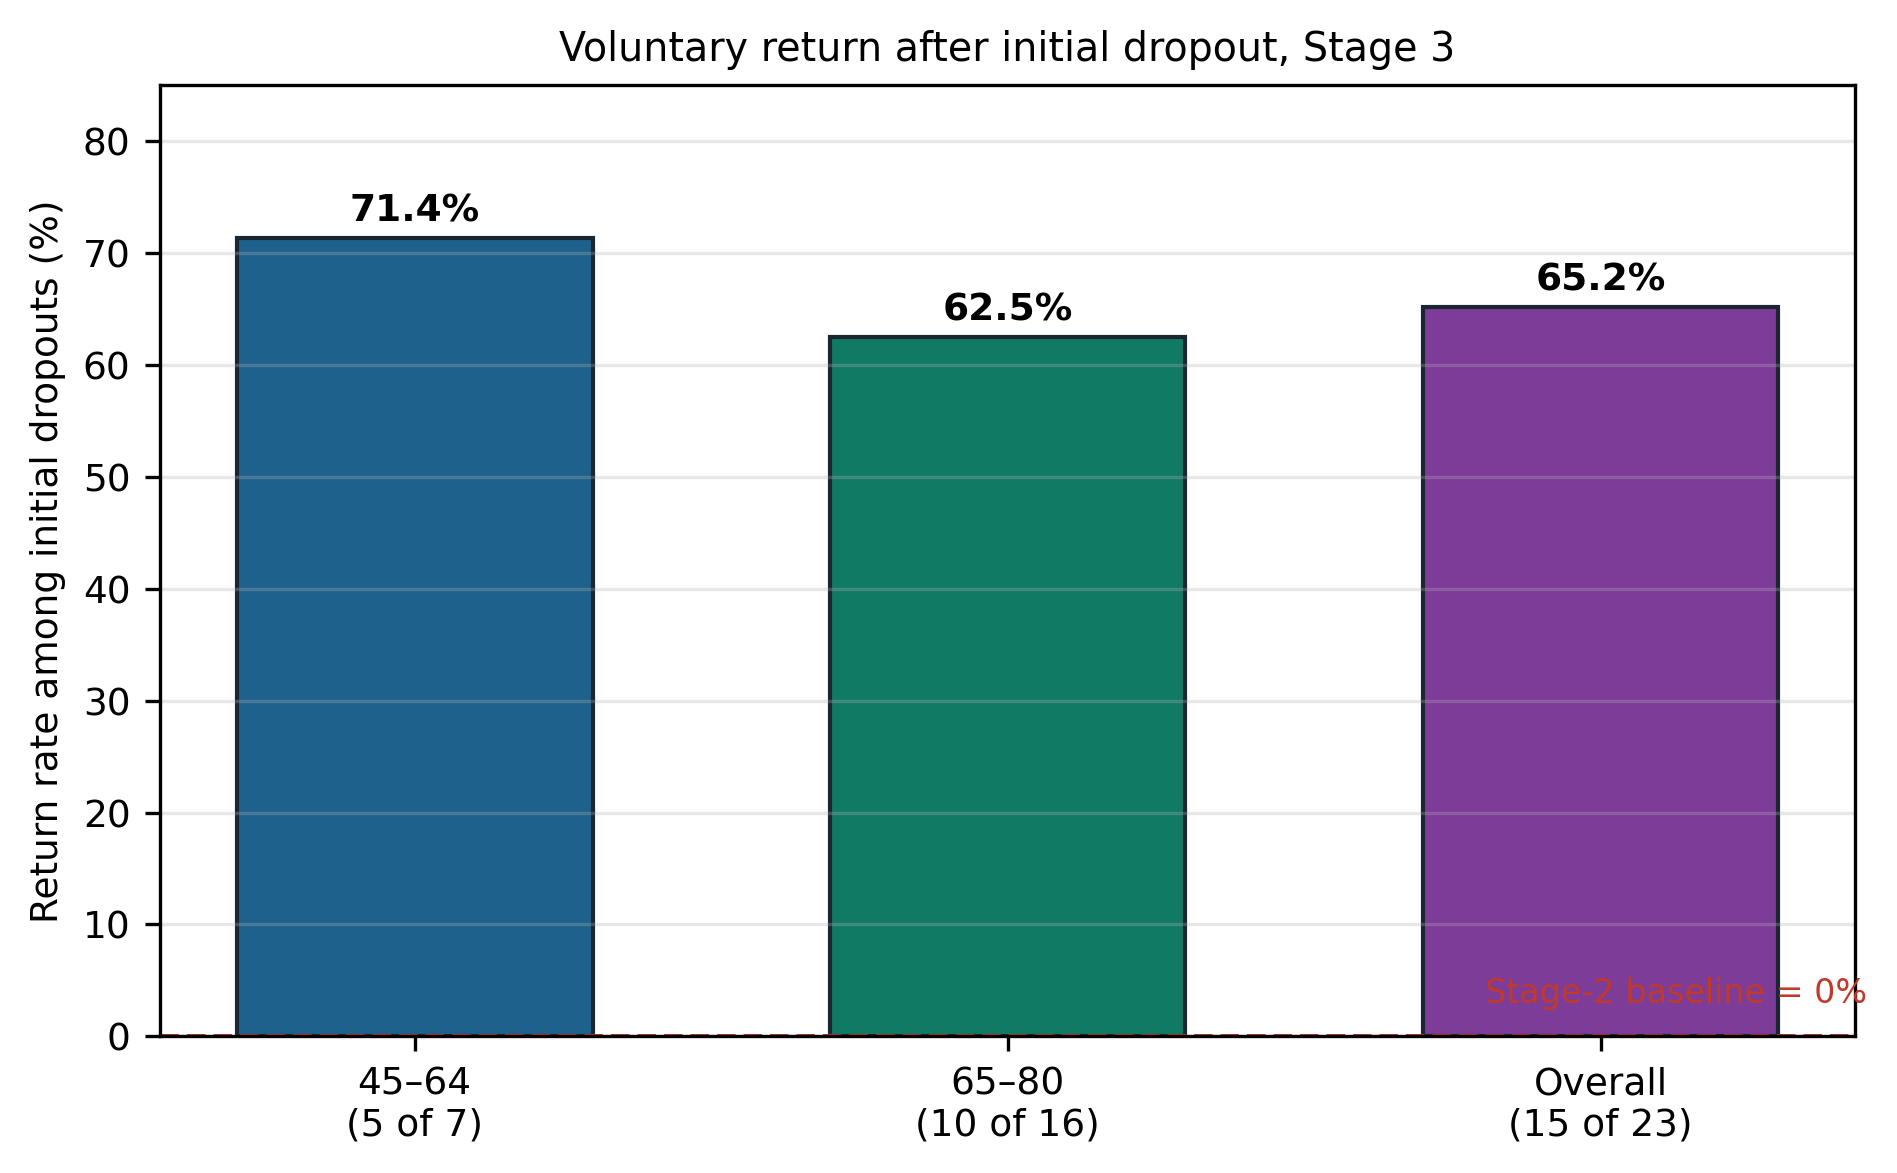 Voluntary return after initial dropout, Stage 3
Return rate among initial dropouts (%)
80
70
60
50
40
30
20
10
0
71.4%
62.5%
65.2%
Stage-2 baseline = 0%
45–64
(5 of 7)
65–80
(10 of 16)
Overall
(15 of 23)